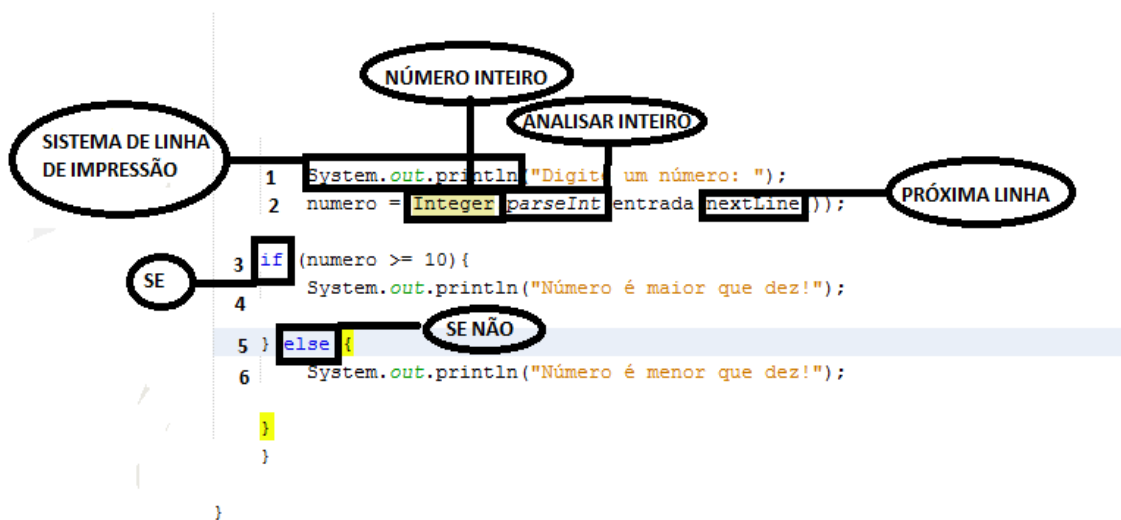 NÚMERO INTEIRO
ANALISAR INTEIRO
SISTEMA DE LINHA
DE IMPRESSÃO
1 System.out.println("Digite um número: ");
2 numero = Integer parseInt entrada nextLine ));
PRÓXIMA LINHA
3 if (numero >= 10){
SE
4 System.out.println("Número é maior que dez!");
SE NÃO
5 } else {
6 System.out.println("Número é menor que dez!");
}
}
}